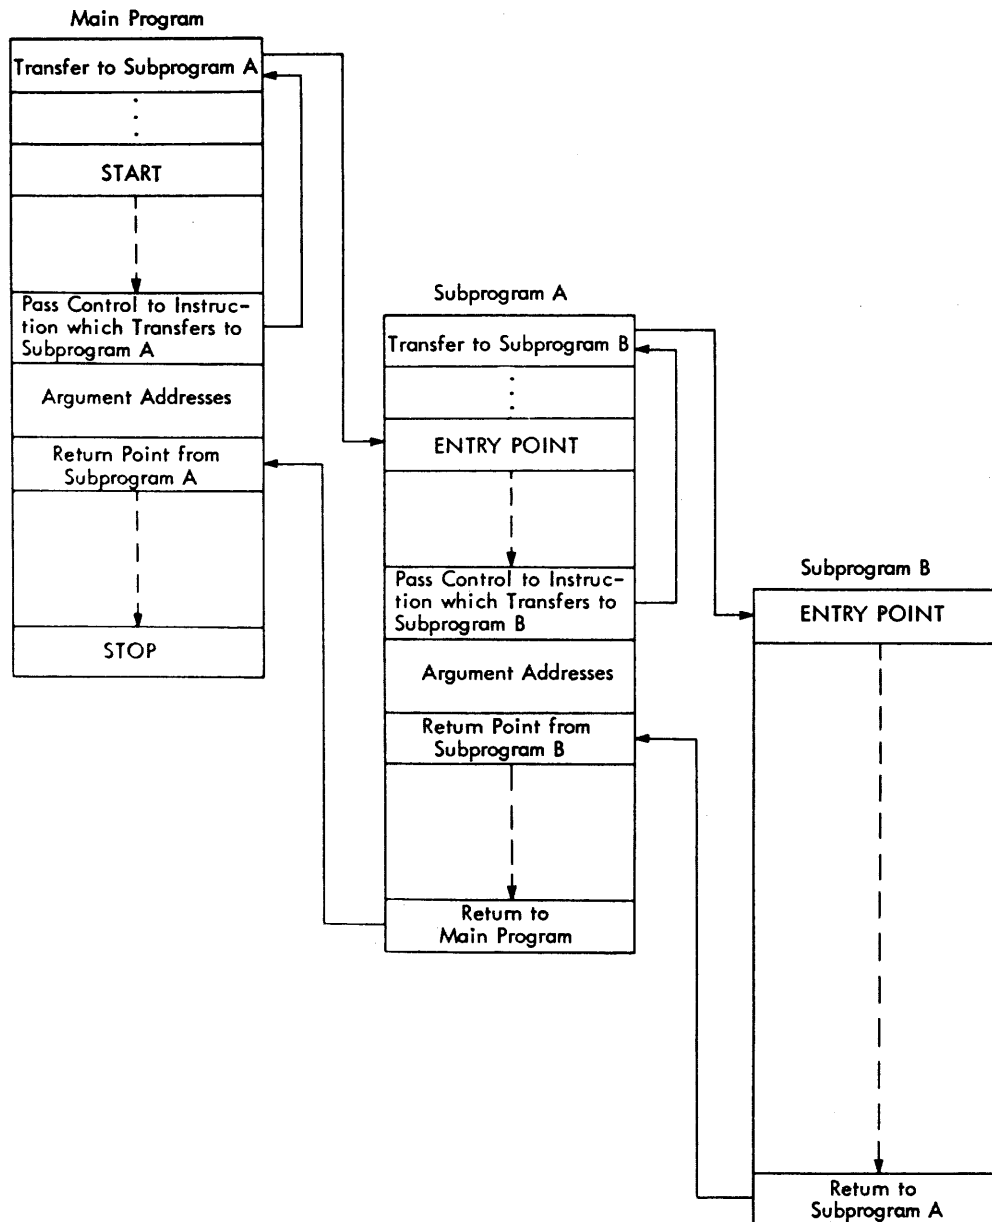 Main Program
Transfer to Subprogram A
START
Pass Control to Instruc-
tion which Transfers to
Subprogram A
Argument Addresses
Return Point from
Subprogram A
STOP
Subprogram A
Transfer to Subprogram B
ENTRY POINT
Pass Control to Instruc-
tion which Transfers to
Subprogram B
Argument Addresses
Return Point from
Subprogram B
Return to
Main Program
Subprogram B
ENTRY POINT
Return to
Subprogram A